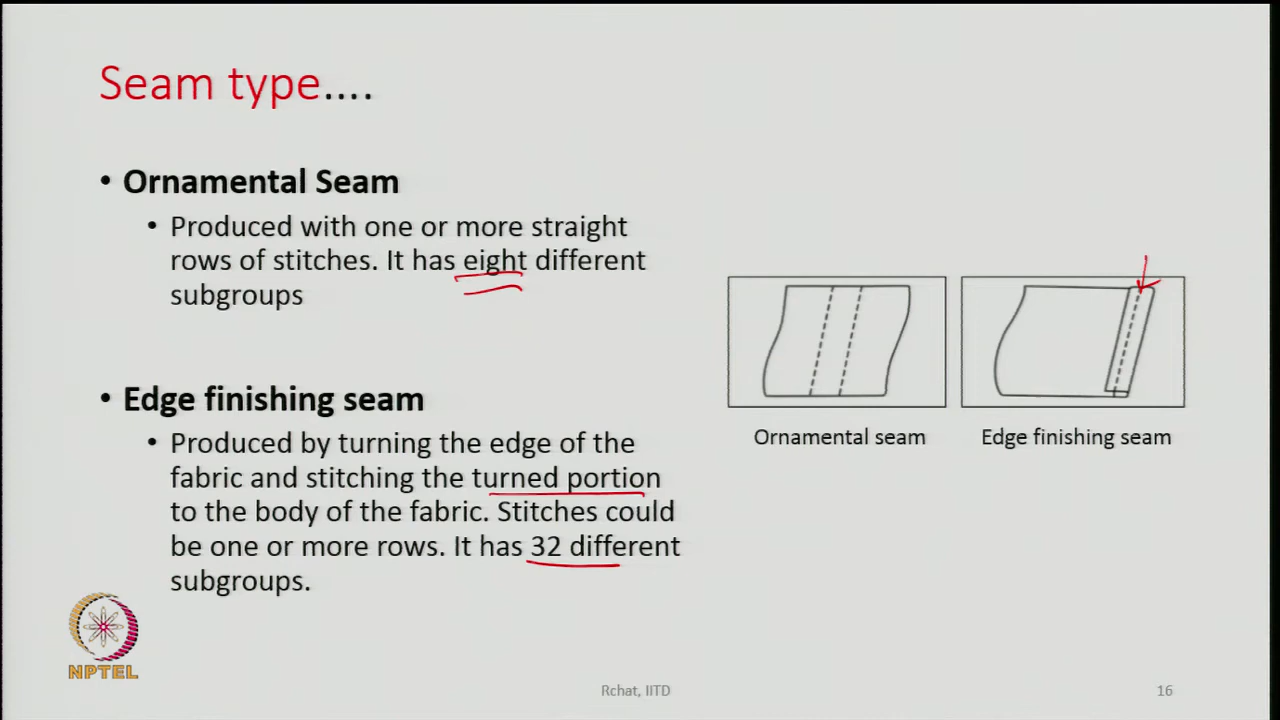 Seam type....
• Ornamental Seam
• Produced with one or more straight
rows of stitches. It has eight different
subgroups
• Edge finishing seam
• Produced by turning the edge of the
fabric and stitching the turned portion
to the body of the fabric. Stitches could
be one or more rows. It has 32 different
subgroups.
Ornamental seam
Edge finishing seam
NPTEL
Rchat, IITD
16